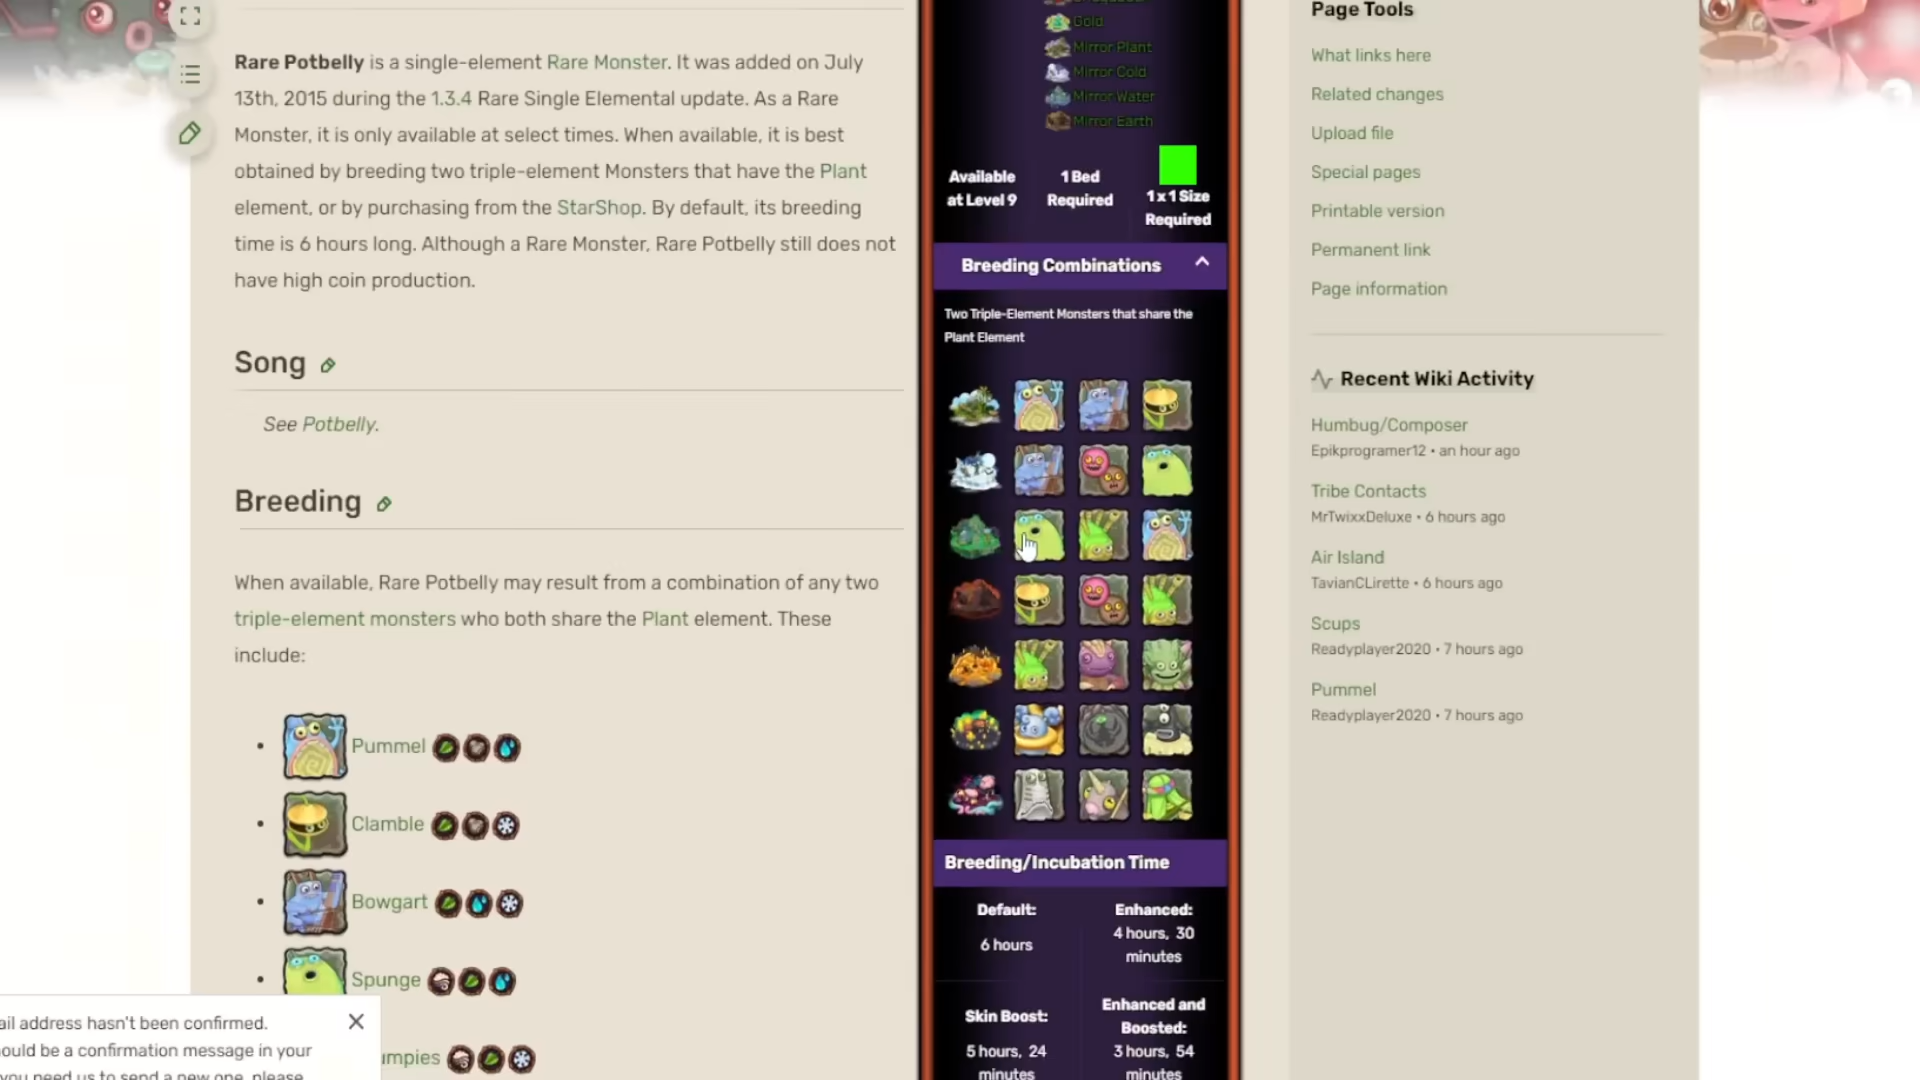 Rare Potbelly is a single-element Rare Monster. It was added on July
13th, 2015 during the 1.3.4 Rare Single Elemental update. As a Rare
Monster, it is only available at select times. When available, it is best
obtained by breeding two triple-element Monsters that have the Plant
element, or by purchasing from the StarShop. By default, its breeding
time is 6 hours long. Although a Rare Monster, Rare Potbelly still does not
have high coin production.
Song
See Potbelly.
Breeding
When available, Rare Potbelly may result from a combination of any two
triple-element monsters who both share the Plant element. These
include:
Pummel
Clamble
Bowgart
Spunge
umpies
ail address hasn't been confirmed.
ould be a confirmation message in your
you need us to send a new one, please
Gold
Mirror Plant
Mirror Cold
Mirror Water
Mirror Earth
Available
at Level 9
1 Bed
Required
1 x 1 Size
Required
Breeding Combinations
Two Triple-Element Monsters that share the
Plant Element
Breeding/Incubation Time
Default:
6 hours
Enhanced:
4 hours, 30
minutes
Skin Boost:
5 hours, 24
minutes
Enhanced and
Boosted:
3 hours, 54
minutes
Page Tools
What links here
Related changes
Upload file
Special pages
Printable version
Permanent link
Page information
Recent Wiki Activity
Humbug/Composer
Epikprogramer12 • an hour ago
Tribe Contacts
MrTwixxDeluxe • 6 hours ago
Air Island
TavianCLirette • 6 hours ago
Scups
Readyplayer2020 • 7 hours ago
Pummel
Readyplayer2020 • 7 hours ago